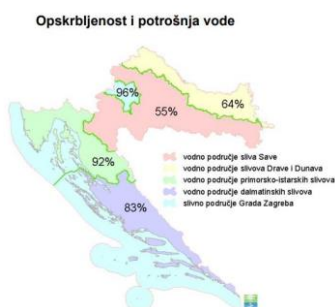 Opskrbljenost i potrošnja vode
96%
64%
55%
92%
83%
vodno područje sliva Save
vodno područje slivova Drave i Dunava
vodno područje primorsko-istarskih slivova
vodno područje dalmatinskih slivova
slivno područje Grada Zagreba